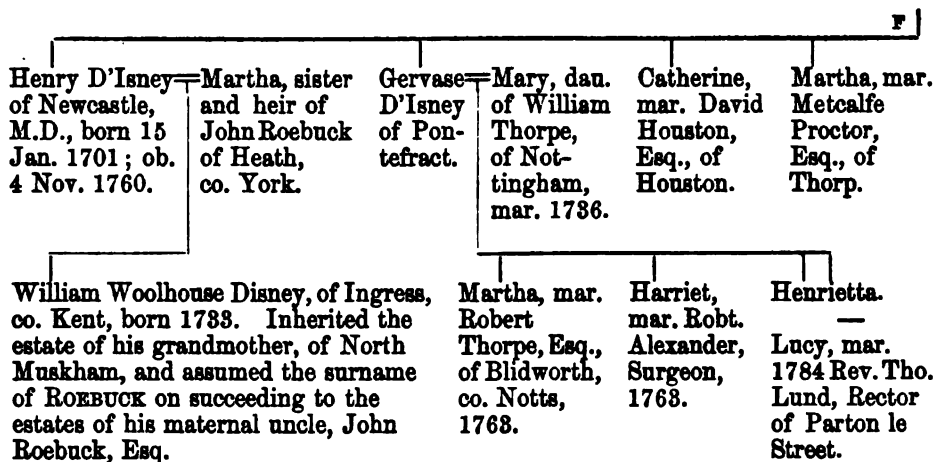 F
Henry D'Isney
of Newcastle,
M.D., born 15
Jan. 1701; ob.
4 Nov. 1760.
Martha, sister
and heir of
John Roebuck
of Heath,
co. York.
Gervase
D'Isney
of Pon-
tefract.
Mary, dau.
of William
Thorpe,
of Not-
tingham,
mar. 1736.
Catherine,
mar. David
Houston,
Esq., of
Houston.
Martha, mar.
Metcalfe
Proctor,
Esq., of
Thorp.
William Woolhouse Disney, of Ingress,
co. Kent, born 1733. Inherited the
estate of his grandmother, of North
Muskham, and assumed the surname
of ROEBUCK on succeeding to the
estates of his maternal uncle, John
Roebuck, Esq.
Martha, mar.
Robert
Thorpe, Esq.,
of Blidworth,
co. Notts,
1763.
Harriet,
mar. Robt.
Alexander,
Surgeon,
1763.
Henrietta.
—
Lucy, mar.
1784 Rev. Tho.
Lund, Rector
of Parton le
Street.